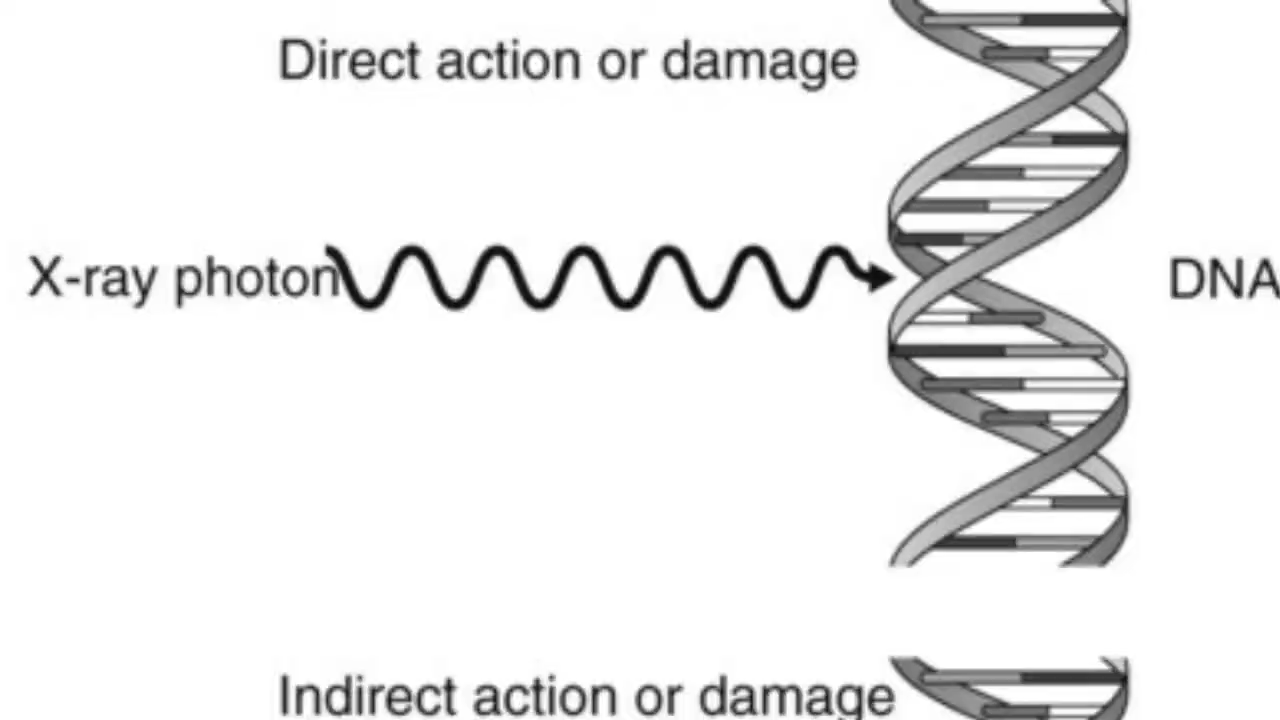 Direct action or damage
X-ray photon
DNA
Indirect action or damage